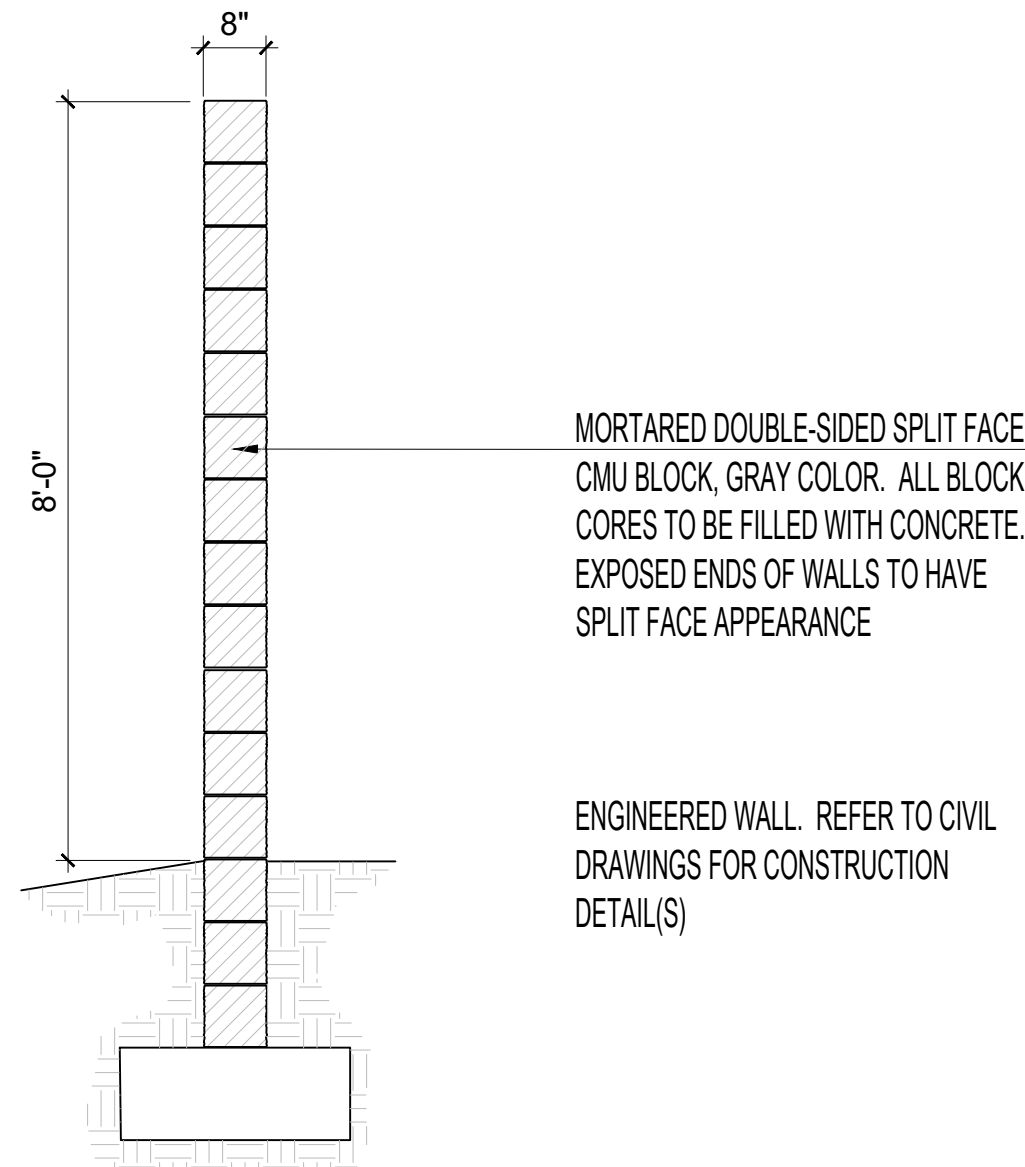 8"
8'-0"
MORTARED DOUBLE-SIDED SPLIT FACE
CMU BLOCK, GRAY COLOR. ALL BLOCK
CORES TO BE FILLED WITH CONCRETE.
EXPOSED ENDS OF WALLS TO HAVE
SPLIT FACE APPEARANCE
ENGINEERED WALL. REFER TO CIVIL
DRAWINGS FOR CONSTRUCTION
DETAIL(S)